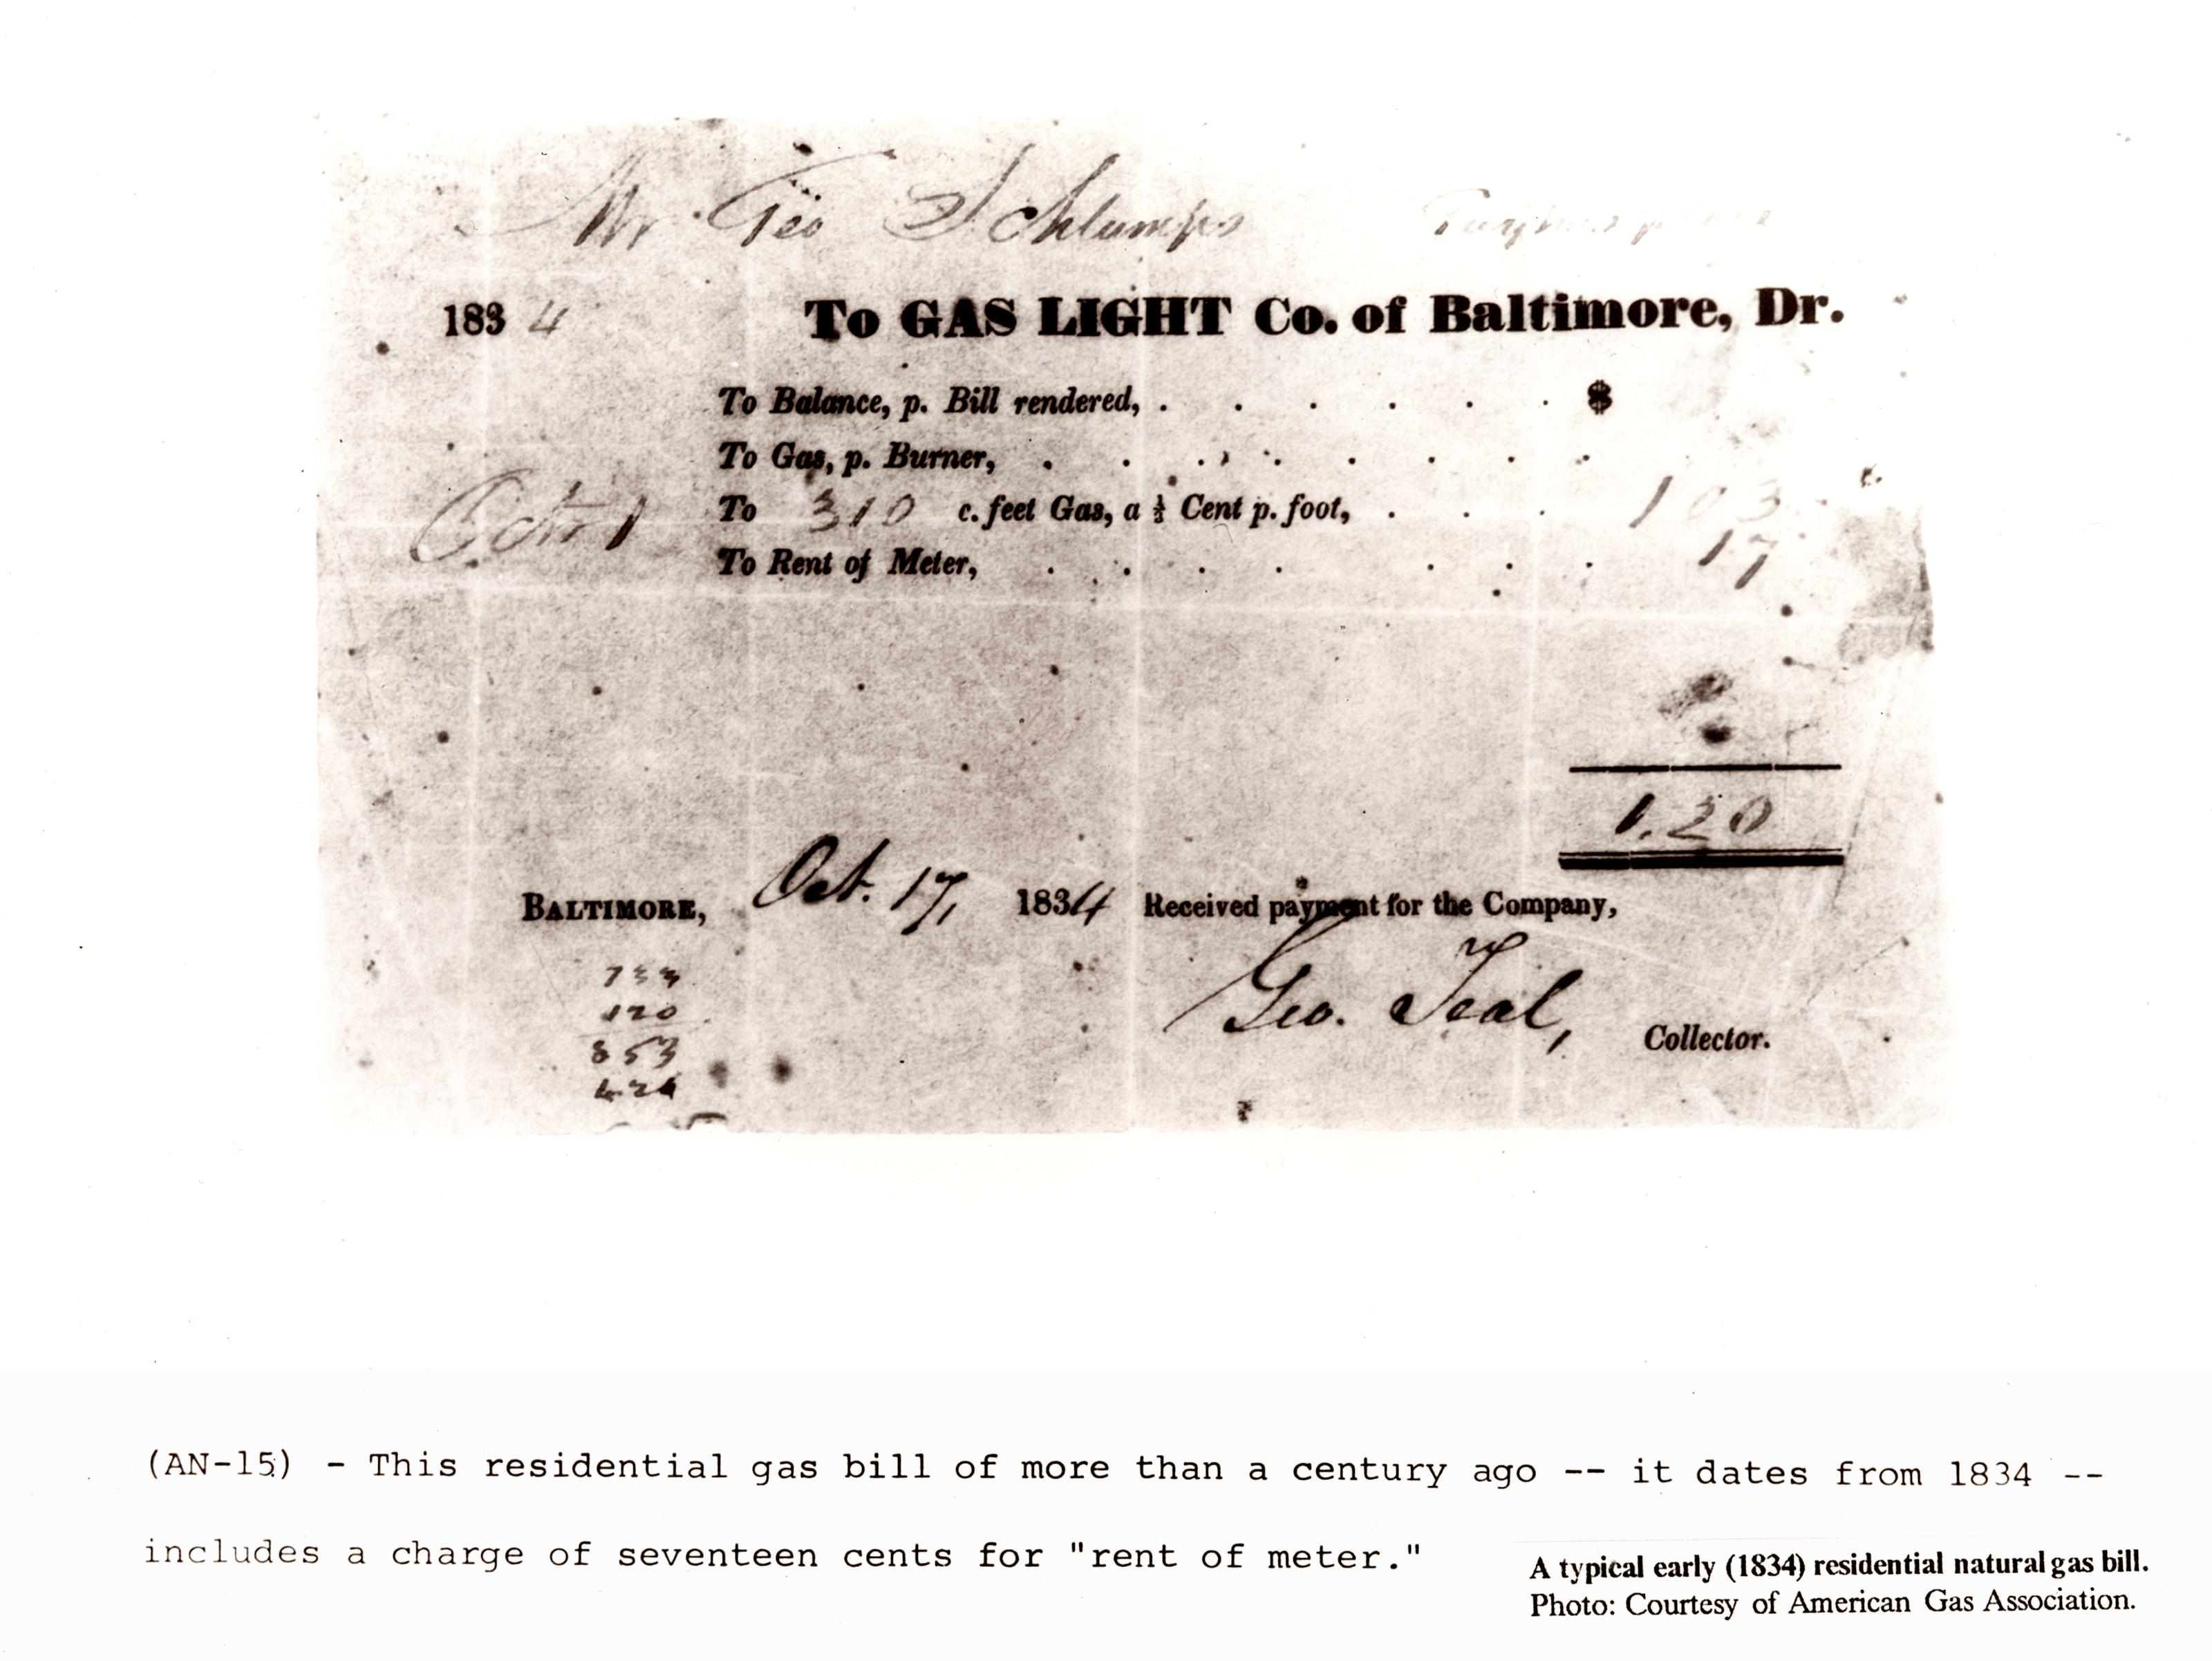 Mr. Geo Schlumps
1834 To GAS LIGHT Co. of Baltimore, Dr.
To Balance, p. Bill rendered, . . . . . . $
To Gas, p. Burner, . . . . . . . .
Octr 1 To 310 c. feet Gas, a ⅓ Cent p. foot, . . . 103
To Rent of Meter, . . . . . . . 17
1.20
BALTIMORE, Oct. 17, 1834 Received payment for the Company,
733
120
853
Geo. Teal, Collector.
(AN-15) - This residential gas bill of more than a century ago -- it dates from 1834 --
includes a charge of seventeen cents for "rent of meter."
A typical early (1834) residential natural gas bill.
Photo: Courtesy of American Gas Association.